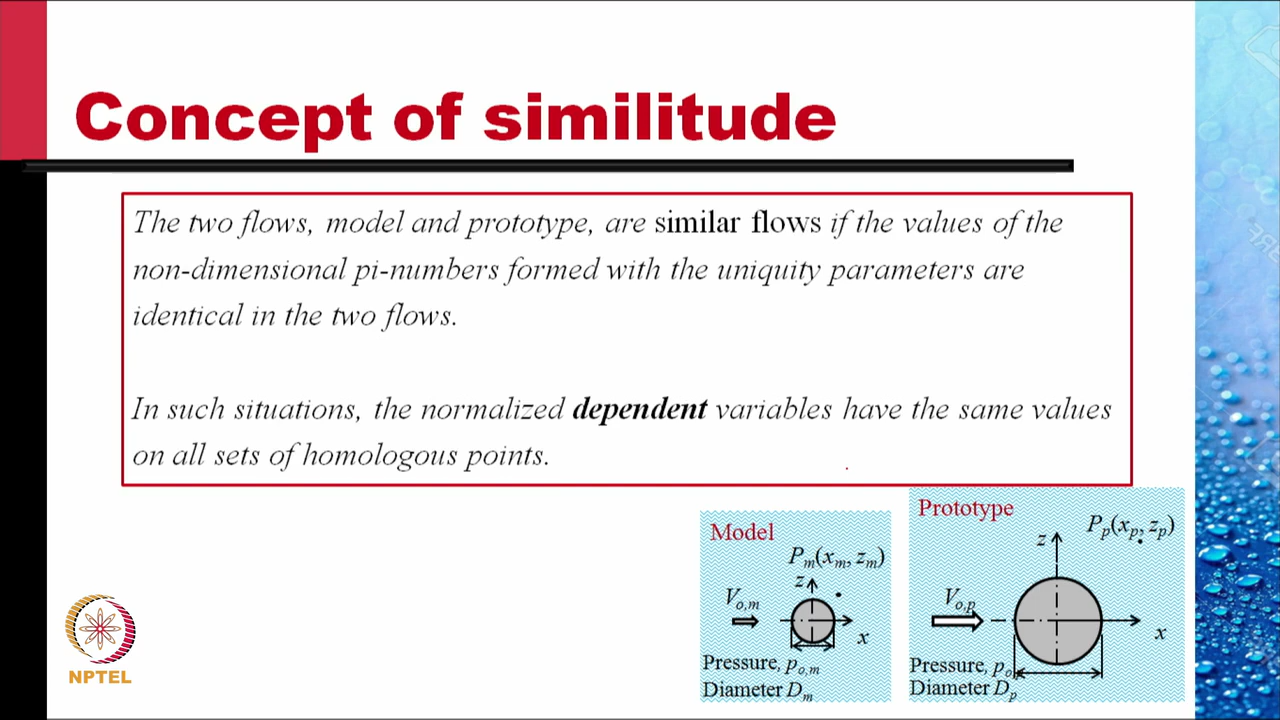 Concept of similitude
The two flows, model and prototype, are similar flows if the values of the
non-dimensional pi-numbers formed with the uniquity parameters are
identical in the two flows.
In such situations, the normalized dependent variables have the same values
on all sets of homologous points.
Model
Pm(xm, zm)
z
Vo,m
x
Pressure, po,m
Diameter Dm
Prototype
Pp(xp, zp)
z
Vo,p
x
Pressure, po
Diameter Dp
NPTEL